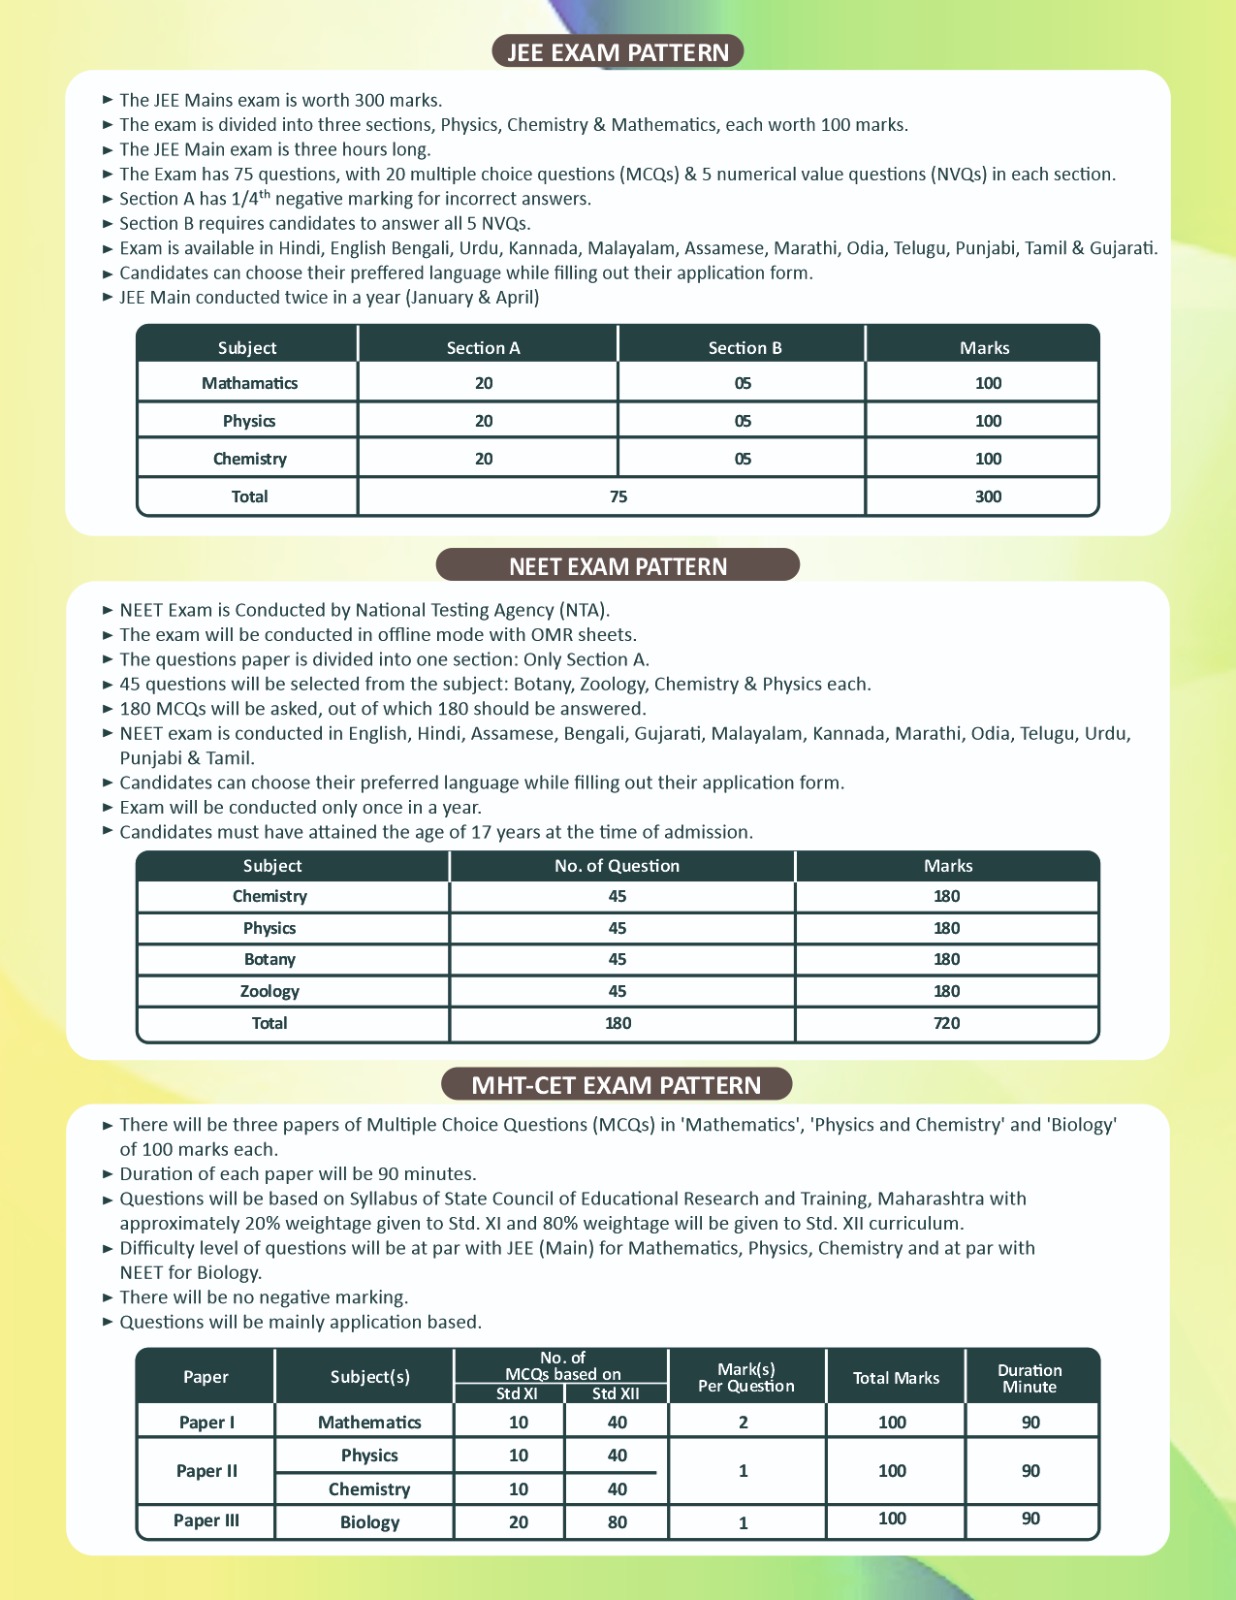 JEE EXAM PATTERN
► The JEE Mains exam is worth 300 marks.
► The exam is divided into three sections, Physics, Chemistry & Mathematics, each worth 100 marks.
► The JEE Main exam is three hours long.
► The Exam has 75 questions, with 20 multiple choice questions (MCQs) & 5 numerical value questions (NVQs) in each section.
► Section A has 1/4th negative marking for incorrect answers.
► Section B requires candidates to answer all 5 NVQs.
► Exam is available in Hindi, English Bengali, Urdu, Kannada, Malayalam, Assamese, Marathi, Odia, Telugu, Punjabi, Tamil & Gujarati.
► Candidates can choose their preffered language while filling out their application form.
► JEE Main conducted twice in a year (January & April)
Subject Section A Section B Marks
Mathamatics 20 05 100
Physics 20 05 100
Chemistry 20 05 100
Total 75 300
NEET EXAM PATTERN
► NEET Exam is Conducted by National Testing Agency (NTA).
► The exam will be conducted in offline mode with OMR sheets.
► The questions paper is divided into one section: Only Section A.
► 45 questions will be selected from the subject: Botany, Zoology, Chemistry & Physics each.
► 180 MCQs will be asked, out of which 180 should be answered.
► NEET exam is conducted in English, Hindi, Assamese, Bengali, Gujarati, Malayalam, Kannada, Marathi, Odia, Telugu, Urdu,
Punjabi & Tamil.
► Candidates can choose their preferred language while filling out their application form.
► Exam will be conducted only once in a year.
► Candidates must have attained the age of 17 years at the time of admission.
Subject No. of Question Marks
Chemistry 45 180
Physics 45 180
Botany 45 180
Zoology 45 180
Total 180 720
MHT-CET EXAM PATTERN
► There will be three papers of Multiple Choice Questions (MCQs) in 'Mathematics', 'Physics and Chemistry' and 'Biology'
of 100 marks each.
► Duration of each paper will be 90 minutes.
► Questions will be based on Syllabus of State Council of Educational Research and Training, Maharashtra with
approximately 20% weightage given to Std. XI and 80% weightage will be given to Std. XII curriculum.
► Difficulty level of questions will be at par with JEE (Main) for Mathematics, Physics, Chemistry and at par with
NEET for Biology.
► There will be no negative marking.
► Questions will be mainly application based.
Paper Subject(s) No. of
MCQs based on
Std XI Std XII Mark(s)
Per Question Total Marks Duration
Minute
Paper I Mathematics 10 40 2 100 90
Paper II Physics 10 40 1 100 90
Chemistry 10 40
Paper III Biology 20 80 1 100 90